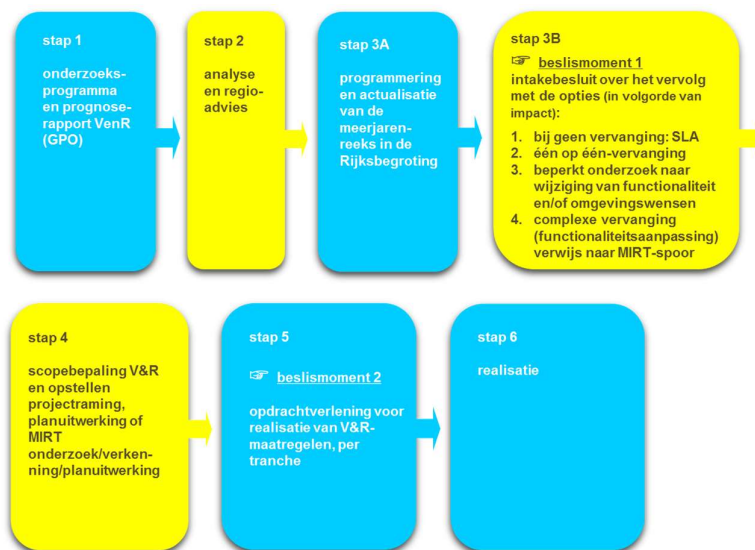 stap 1
onderzoeks-
programma
en prognose-
rapport VenR
(GPO)
stap 2
analyse
en regio-
advies
stap 3A
programmering
en actualisatie
van de
meerjaren-
reeks in de
Rijksbegroting
stap 3B
☞ beslismoment 1
intakebesluit over het vervolg
met de opties (in volgorde van
impact):
1. bij geen vervanging: SLA
2. één op één-vervanging
3. beperkt onderzoek naar
wijziging van functionaliteit
en/of omgevingswensen
4. complexe vervanging
(functionaliteitsaanpassing)
verwijs naar MIRT-spoor
stap 4
scopebepaling V&R
en opstellen
projectraming,
planuitwerking of
MIRT
onderzoek/verken-
ning/planuitwerking
stap 5
☞ beslismoment 2
opdrachtverlening voor
realisatie van V&R-
maatregelen, per
tranche
stap 6
realisatie